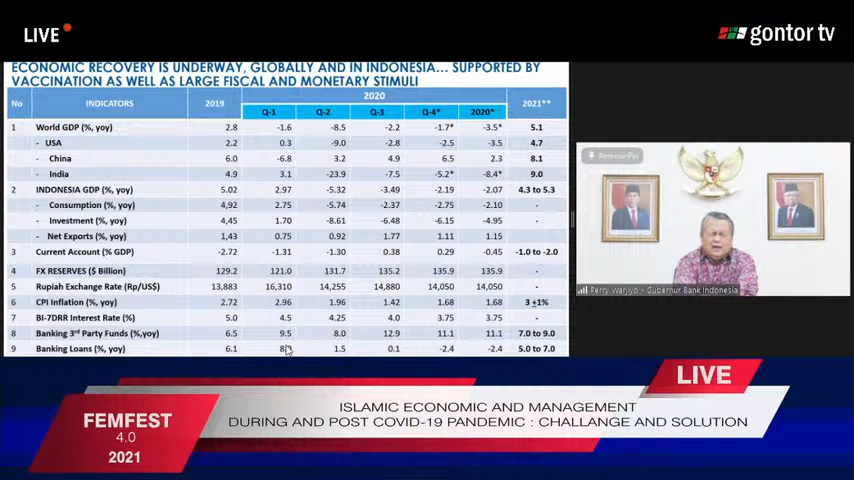 LIVE
gontor tv
ECONOMIC RECOVERY IS UNDERWAY, GLOBALLY AND IN INDONESIA... SUPPORTED BY
VACCINATION AS WELL AS LARGE FISCAL AND MONETARY STIMULI
No INDICATORS 2019 2020 2021**
Q-1 Q-2 Q-3 Q-4* 2020*
1 World GDP (%, yoy) 2.8 -1.6 -8.5 -2.2 -1.7* -3.5* 5.1
- USA 2.2 0.3 -9.0 -2.8 -2.5 -3.5 4.7
- China 6.0 -6.8 3.2 4.9 6.5 2.3 8.1
- India 4.9 3.1 -23.9 -7.5 -5.2* -8.4* 9.0
2 INDONESIA GDP (%, yoy) 5.02 2.97 -5.32 -3.49 -2.19 -2.07 4.3 to 5.3
- Consumption (%, yoy) 4,92 2.75 -5.74 -2.37 -2.75 -2.10 -
- Investment (%, yoy) 4,45 1.70 -8.61 -6.48 -6.15 -4.95 -
- Net Exports (%, yoy) 1,43 0.75 0.92 1.77 1.11 1.15
3 Current Account (% GDP) -2.72 -1.31 -1.30 0.38 0.29 -0.45 -1.0 to -2.0
4 FX RESERVES ($ Billion) 129.2 121.0 131.7 135.2 135.9 135.9 -
5 Rupiah Exchange Rate (Rp/US$) 13,883 16,310 14,255 14,880 14,050 14,050 -
6 CPI Inflation (%, yoy) 2.72 2.96 1.96 1.42 1.68 1.68 3 ±1%
7 BI-7DRR Interest Rate (%) 5.0 4.5 4.25 4.0 3.75 3.75 -
8 Banking 3rd Party Funds (%,yoy) 6.5 9.5 8.0 12.9 11.1 11.1 7.0 to 9.0
9 Banking Loans (%, yoy) 6.1 1.5 0.1 -2.4 -2.4 5.0 to 7.0
Remove Pin
Perry Warjiyo - Gubernur Bank Indonesia
LIVE
FEMFEST
4.0
2021
ISLAMIC ECONOMIC AND MANAGEMENT
DURING AND POST COVID-19 PANDEMIC : CHALLANGE AND SOLUTION